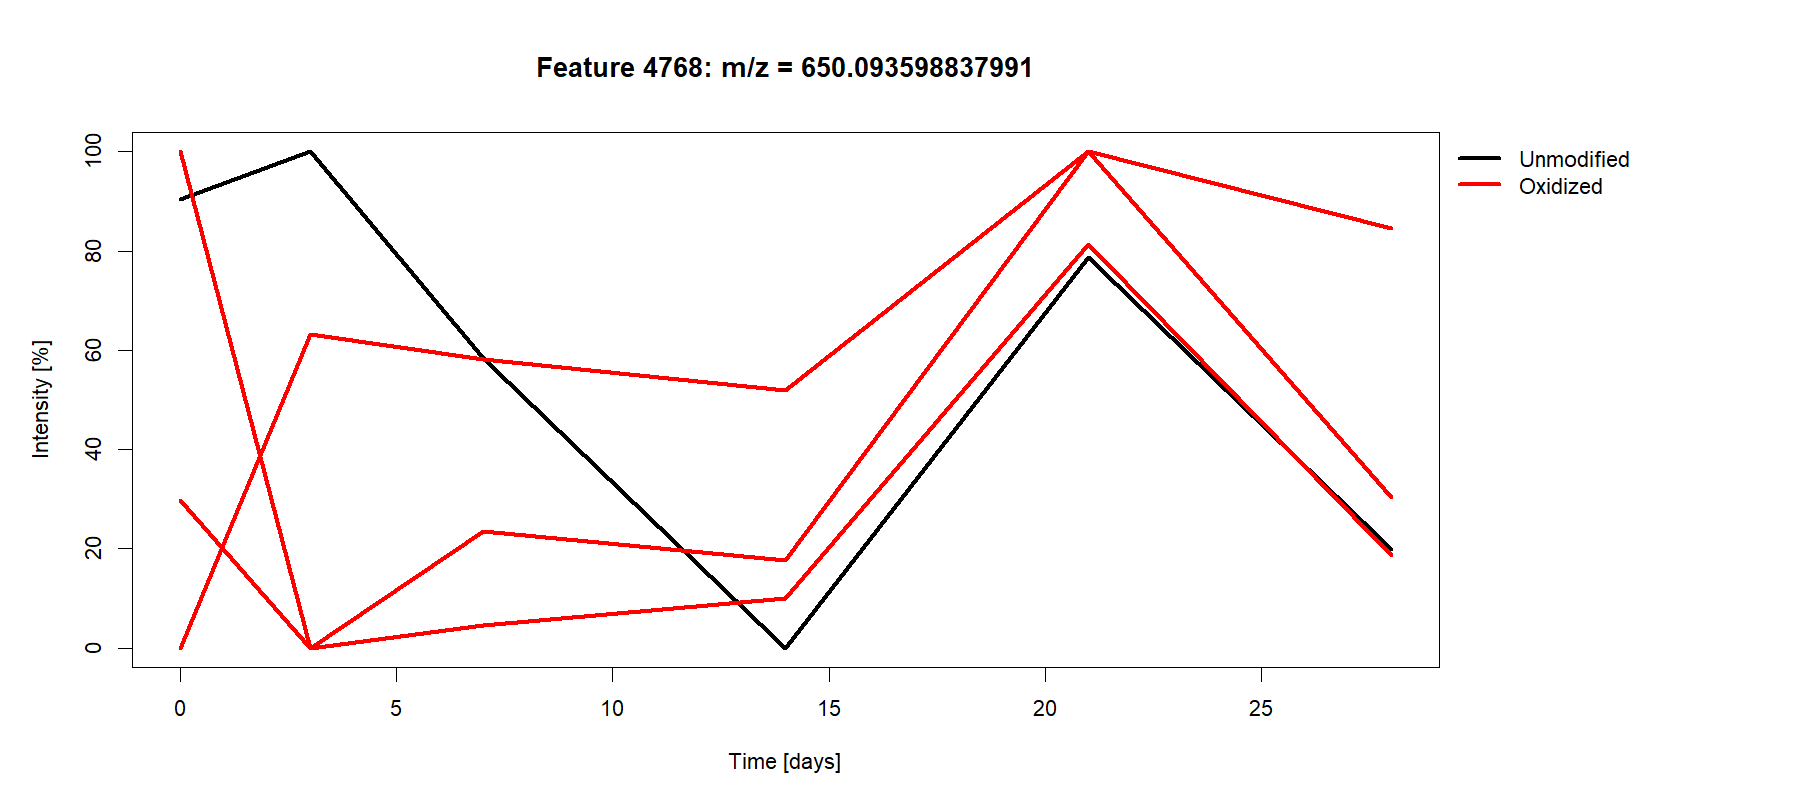 Feature 4768: m/z = 650.093598837991
Unmodified
Oxidized
Intensity [%]
100
80
60
40
20
0
0 5 10 15 20 25
Time [days]